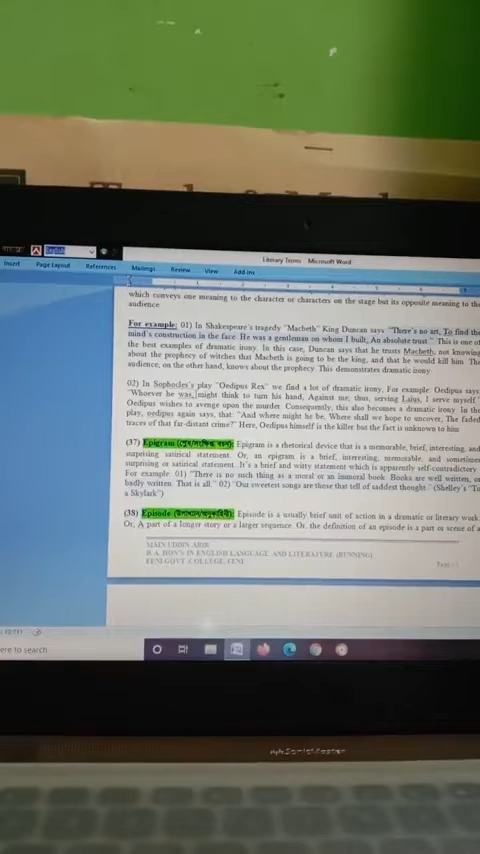 English
Insert Page Layout References Mailings Review View Add-ins
Literary Terms - Microsoft Word
which conveys one meaning to the character or characters on the stage but its opposite meaning to the
audience
For example: 01) In Shakespeare's tragedy "Macbeth" King Duncan says "There's no art, To find the
mind's construction in the face. He was a gentleman on whom I built, An absolute trust." This is one of
the best examples of dramatic irony. In this case, Duncan says that he trusts Macbeth, not knowing
about the prophecy of witches that Macbeth is going to be the king, and that he would kill him. The
audience, on the other hand, knows about the prophecy. This demonstrates dramatic irony.
02) In Sophocles's play "Oedipus Rex" we find a lot of dramatic irony, For example: Oedipus says
"Whoever he was, might think to turn his hand, Against me, thus, serving Laius, I serve myself."
Oedipus wishes to avenge upon the murder. Consequently, this also becomes a dramatic irony. In the
play, oedipus again says, that: "And where might he be, Where shall we hope to uncover, The faded
traces of that far-distant crime?" Here, Oedipus himself is the killer but the fact is unknown to him.
(37) Epigram Epigram is a rhetorical device that is a memorable, brief, interesting, and
surprising satirical statement. Or, an epigram is a brief, interesting, memorable, and sometimes
surprising or satirical statement. It's a brief and witty statement which is apparently self-contradictory.
For example: 01) "There is no such thing as a moral or an immoral book. Books are well written, or
badly written. That is all." 02) "Our sweetest songs are those that tell of saddest thought." (Shelley's "To
a Skylark")
(38) Episode Episode is a usually brief unit of action in a dramatic or literary work.
Or, A part of a longer story or a larger sequence. Or, the definition of an episode is a part or scene of a
MAIN UDDIN ABIR
B.A. HON'S IN ENGLISH LANGUAGE AND LITERATURE (RUNNING)
FENI GOVT. COLLEGE, FENI
ere to search